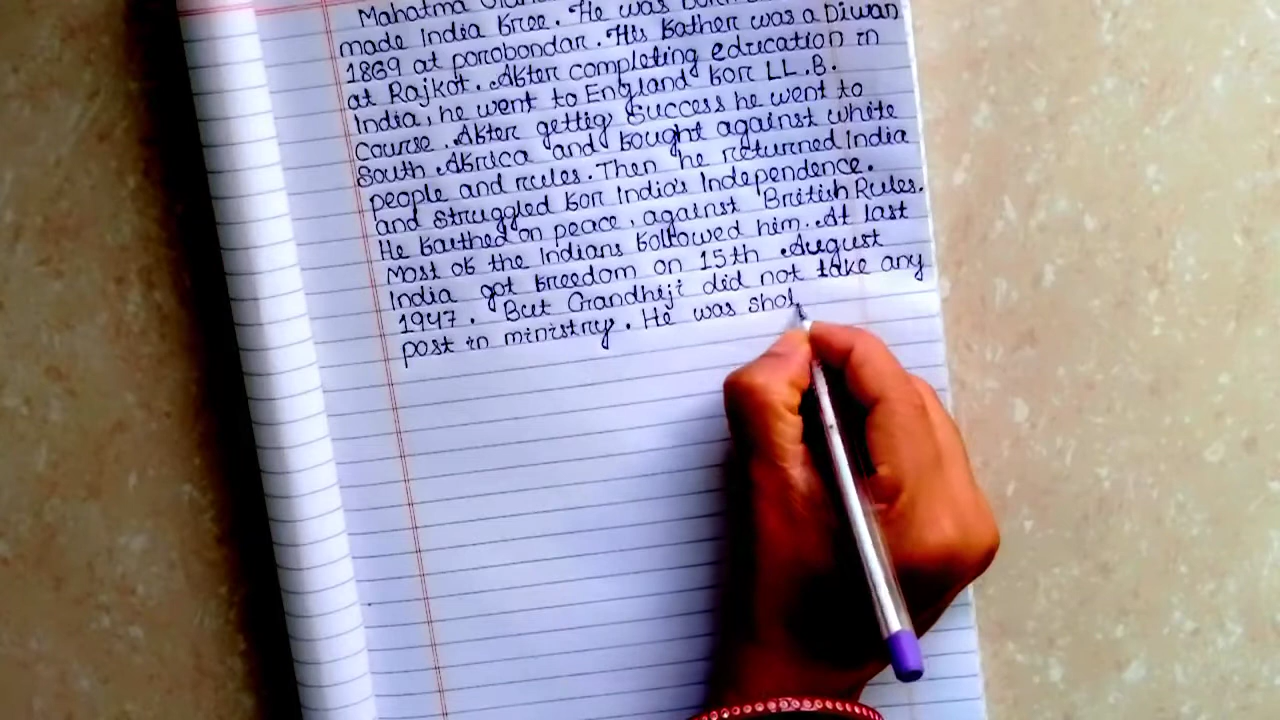 Mahatma
made India free. He was born
1869 at porobondar. His father was a Diwan
at Rajkot. After completing education in
India, he went to England for LL.B.
course. After gettig success he went to
South Africa and fought against white
people and rules. Then he returned India
and struggled for India's Independence.
He faithed on peace, against British Rules.
Most of the Indians followed him. At last
India got freedom on 15th August
1947. But Gandhiji did not take any
post in ministry. He was shot